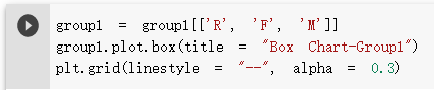 group1 = group1[['R', 'F', 'M']]
group1.plot.box(title = "Box Chart-Group1")
plt.grid(linestyle = "--", alpha = 0.3)